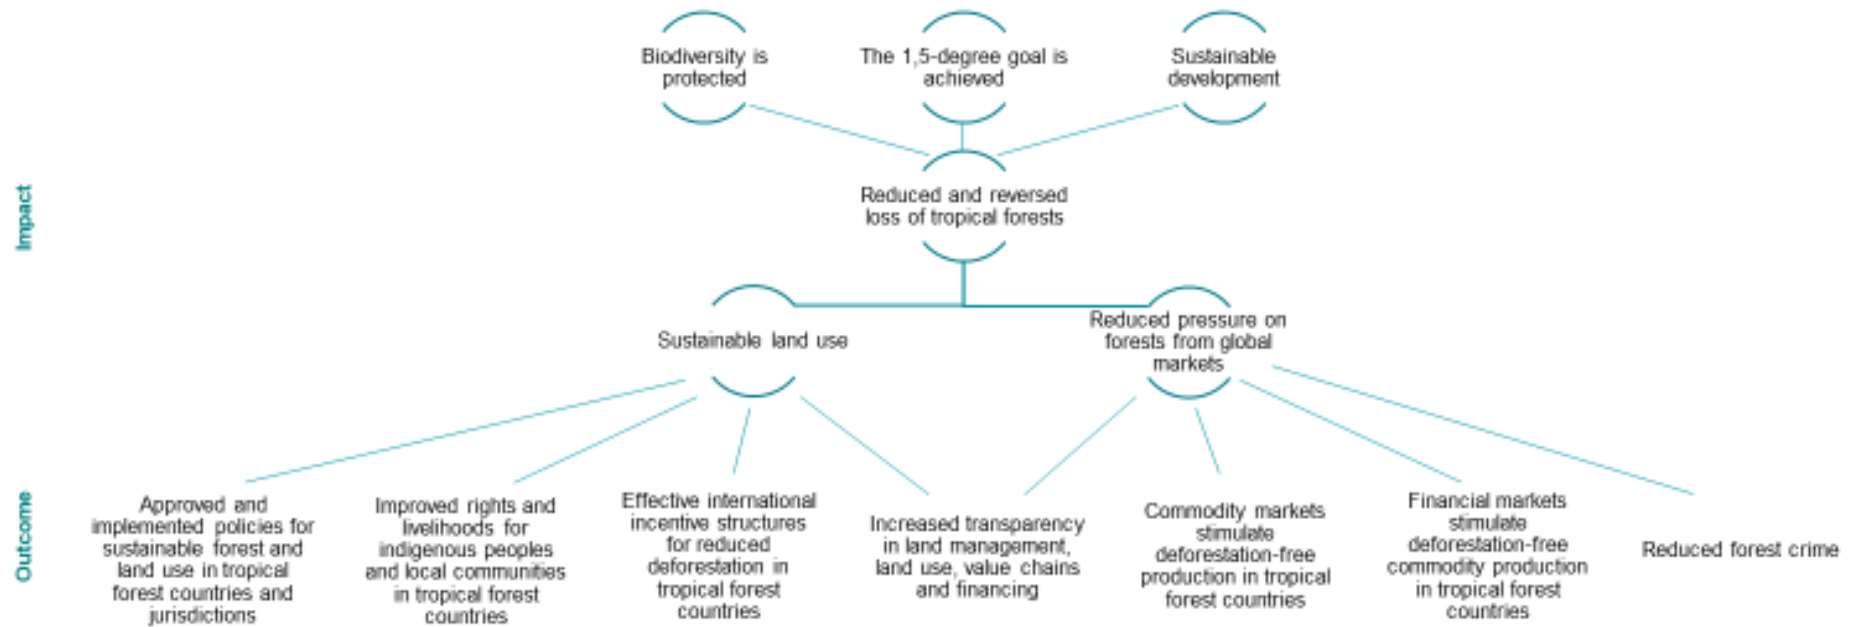 Biodiversity is
protected
The 1,5-degree goal is
achieved
Sustainable
development
Impact
Reduced and reversed
loss of tropical forests
Sustainable land use
Reduced pressure on
forests from global
markets
Outcome
Approved and
implemented policies for
sustainable forest and
land use in tropical
forest countries and
jurisdictions
Improved rights and
livelihoods for
indigenous peoples
and local communities
in tropical forest
countries
Effective international
incentive structures
for reduced
deforestation in
tropical forest
countries
Increased transparency
in land management,
land use, value chains
and financing
Commodity markets
stimulate
deforestation-free
production in tropical
forest countries
Financial markets
stimulate
deforestation-free
commodity production
in tropical forest
countries
Reduced forest crime